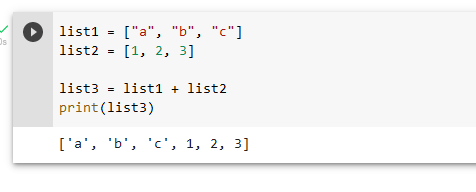 list1 = ["a", "b", "c"]
list2 = [1, 2, 3]
list3 = list1 + list2
print(list3)
['a', 'b', 'c', 1, 2, 3]